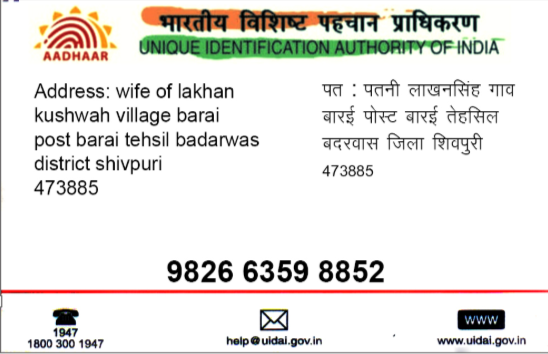 भारतीय विशिष्ट पहचान प्राधिकरण
UNIQUE IDENTIFICATION AUTHORITY OF INDIA
AADHAAR
Address: wife of lakhan
kushwah village barai
post barai tehsil badarwas
district shivpuri
473885
पत : पतनी लाखनसिंह गाव
बारई पोस्ट बारई तेहसिल
बदरवास जिला शिवपुरी
473885
9826 6359 8852
1947
1800 300 1947
help@uidai.gov.in
WWW
www.uidai.gov.in